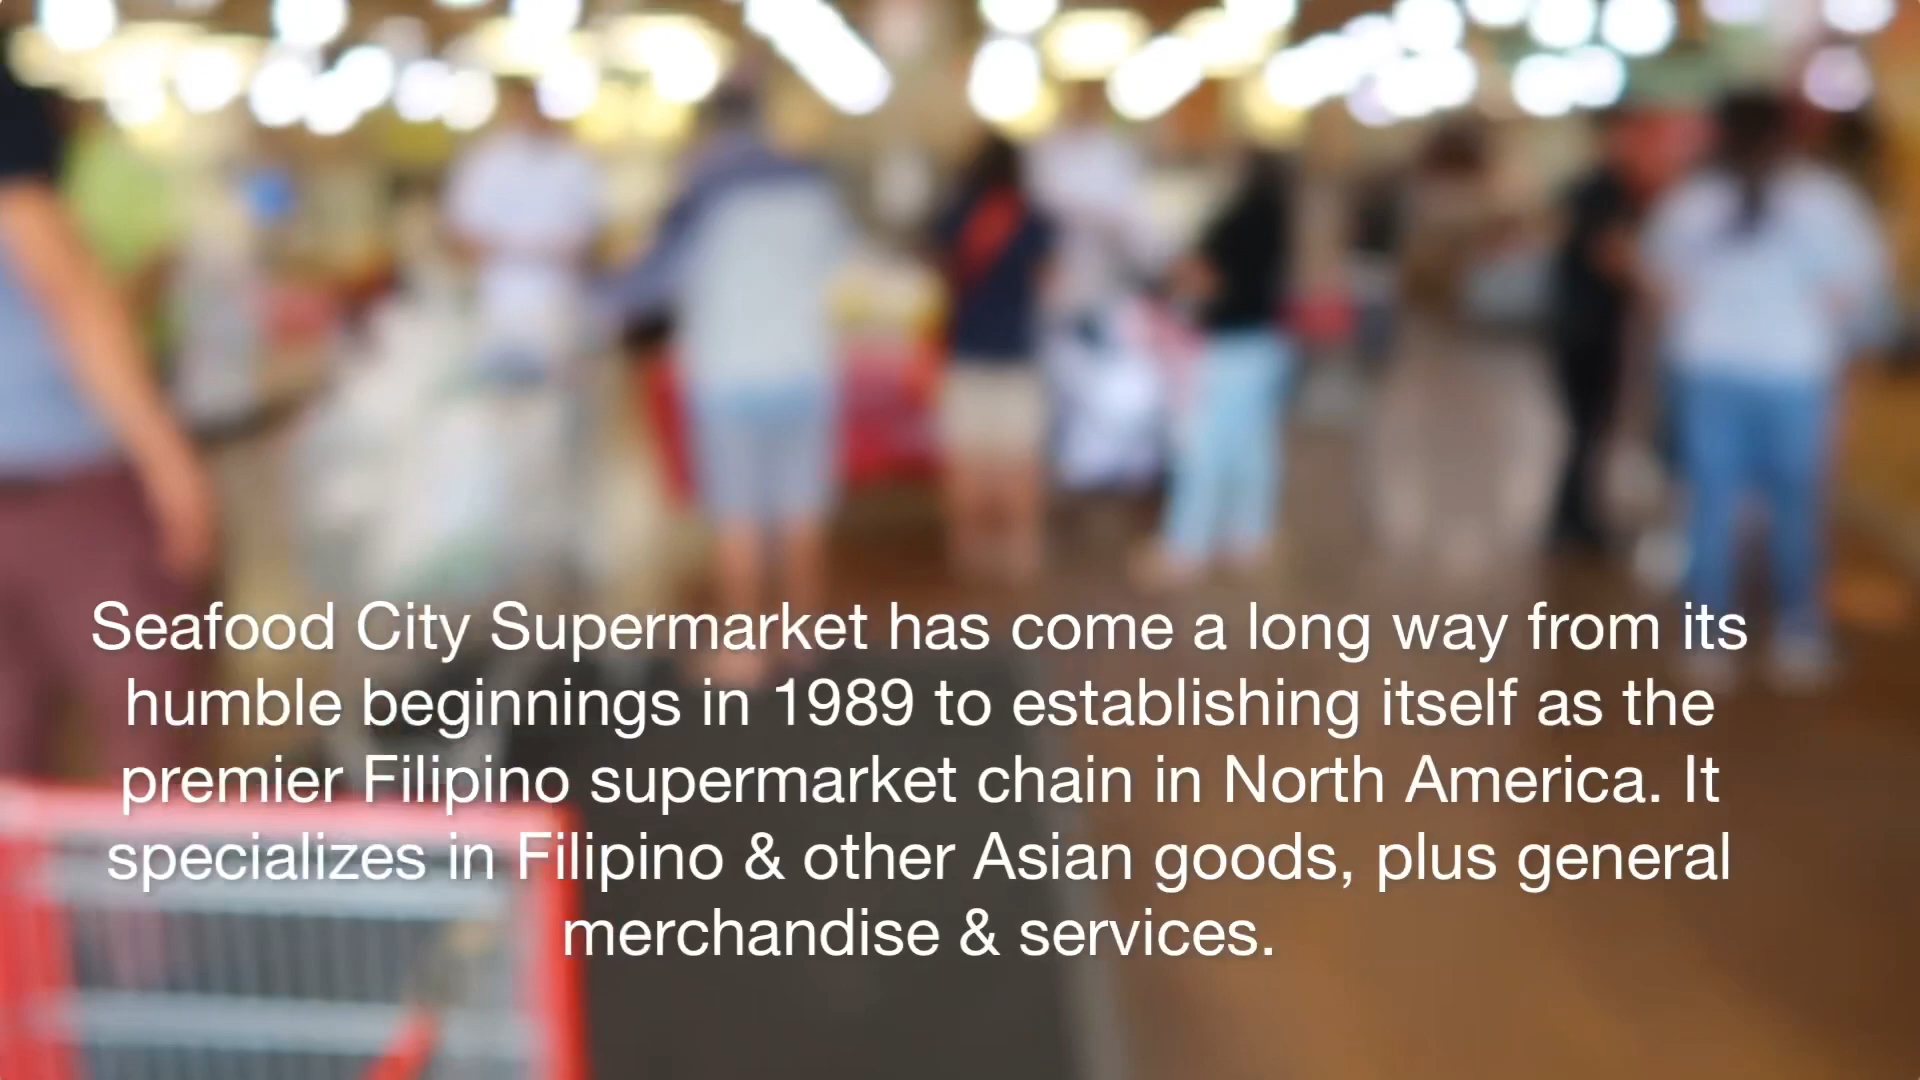 Seafood City Supermarket has come a long way from its
humble beginnings in 1989 to establishing itself as the
premier Filipino supermarket chain in North America. It
specializes in Filipino & other Asian goods, plus general
merchandise & services.